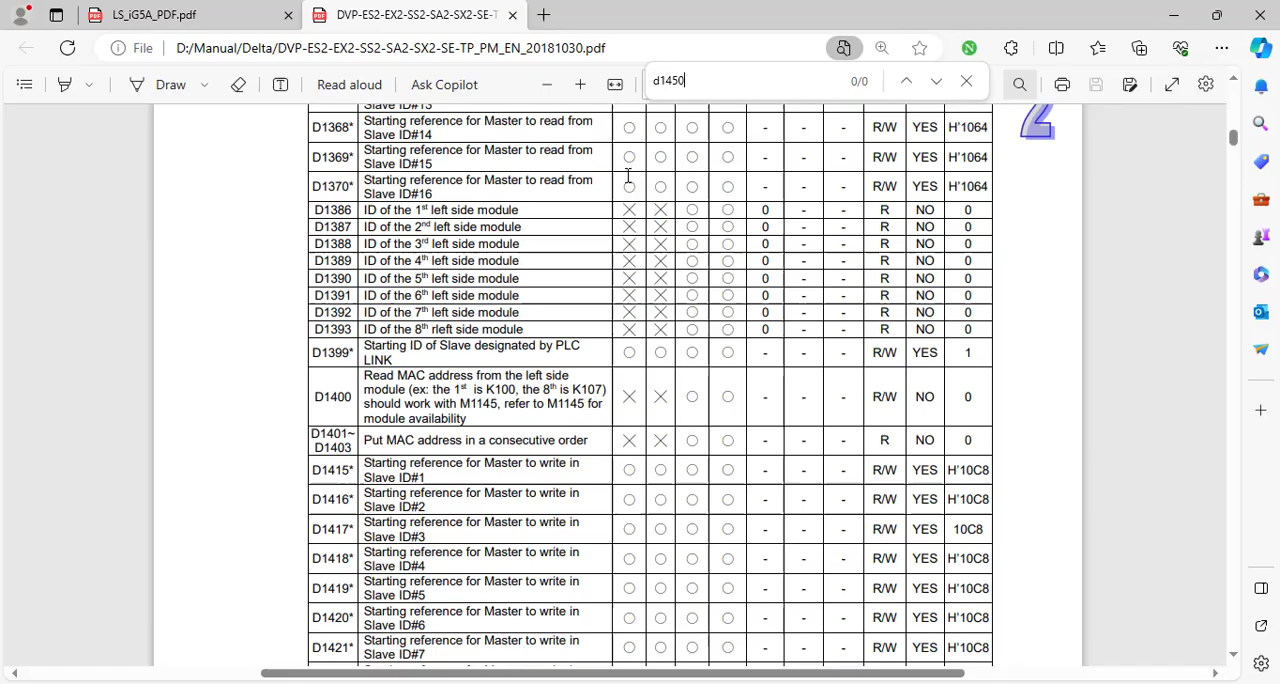 LS_iG5A_PDF.pdf
DVP-ES2-EX2-SS2-SA2-SX2-SE-T
File D:/Manual/Delta/DVP-ES2-EX2-SS2-SA2-SX2-SE-TP_PM_EN_20191030.pdf
Draw Read aloud Ask Copilot
d1450 0/0
Slave ID#13
D1368* Starting reference for Master to read from Slave ID#14 ○ ○ ○ ○ - - - R/W YES H'1064
D1369* Starting reference for Master to read from Slave ID#15 ○ ○ ○ ○ - - - R/W YES H'1064
D1370* Starting reference for Master to read from Slave ID#16 ○ ○ ○ ○ - - - R/W YES H'1064
D1386 ID of the 1st left side module × × ○ ○ 0 - - R NO 0
D1387 ID of the 2nd left side module × × ○ ○ 0 - - R NO 0
D1388 ID of the 3rd left side module × × ○ ○ 0 - - R NO 0
D1389 ID of the 4th left side module × × ○ ○ 0 - - R NO 0
D1390 ID of the 5th left side module × × ○ ○ 0 - - R NO 0
D1391 ID of the 6th left side module × × ○ ○ 0 - - R NO 0
D1392 ID of the 7th left side module × × ○ ○ 0 - - R NO 0
D1393 ID of the 8th rleft side module × × ○ ○ 0 - - R NO 0
D1399* Starting ID of Slave designated by PLC LINK ○ ○ ○ ○ - - - R/W YES 1
D1400 Read MAC address from the left side module (ex: the 1st is K100, the 8th is K107) should work with M1145, refer to M1145 for module availability × × ○ ○ - - - R/W NO 0
D1401~ D1403 Put MAC address in a consecutive order × × ○ ○ - - - R NO 0
D1415* Starting reference for Master to write in Slave ID#1 ○ ○ ○ ○ - - - R/W YES H'10C8
D1416* Starting reference for Master to write in Slave ID#2 ○ ○ ○ ○ - - - R/W YES H'10C8
D1417* Starting reference for Master to write in Slave ID#3 ○ ○ ○ ○ - - - R/W YES 10C8
D1418* Starting reference for Master to write in Slave ID#4 ○ ○ ○ ○ - - - R/W YES H'10C8
D1419* Starting reference for Master to write in Slave ID#5 ○ ○ ○ ○ - - - R/W YES H'10C8
D1420* Starting reference for Master to write in Slave ID#6 ○ ○ ○ ○ - - - R/W YES H'10C8
D1421* Starting reference for Master to write in Slave ID#7 ○ ○ ○ ○ - - - R/W YES H'10C8
2